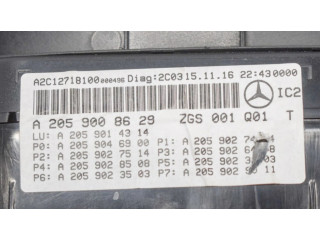 A2C12718100000496 Dimg:2C0315.11.16 22:430000
IC2
A 205 900 86 29 ZGS 001 Q01 T
LU: A 205 901 43 14
P0: A 205 904 69 00 P1: A 205 902
P2: A 205 902 75 14 P3: A 205 902
P4: A 205 902 85 08 P5: A 205 902
P6: A 205 902 35 03 P7: A 205 902